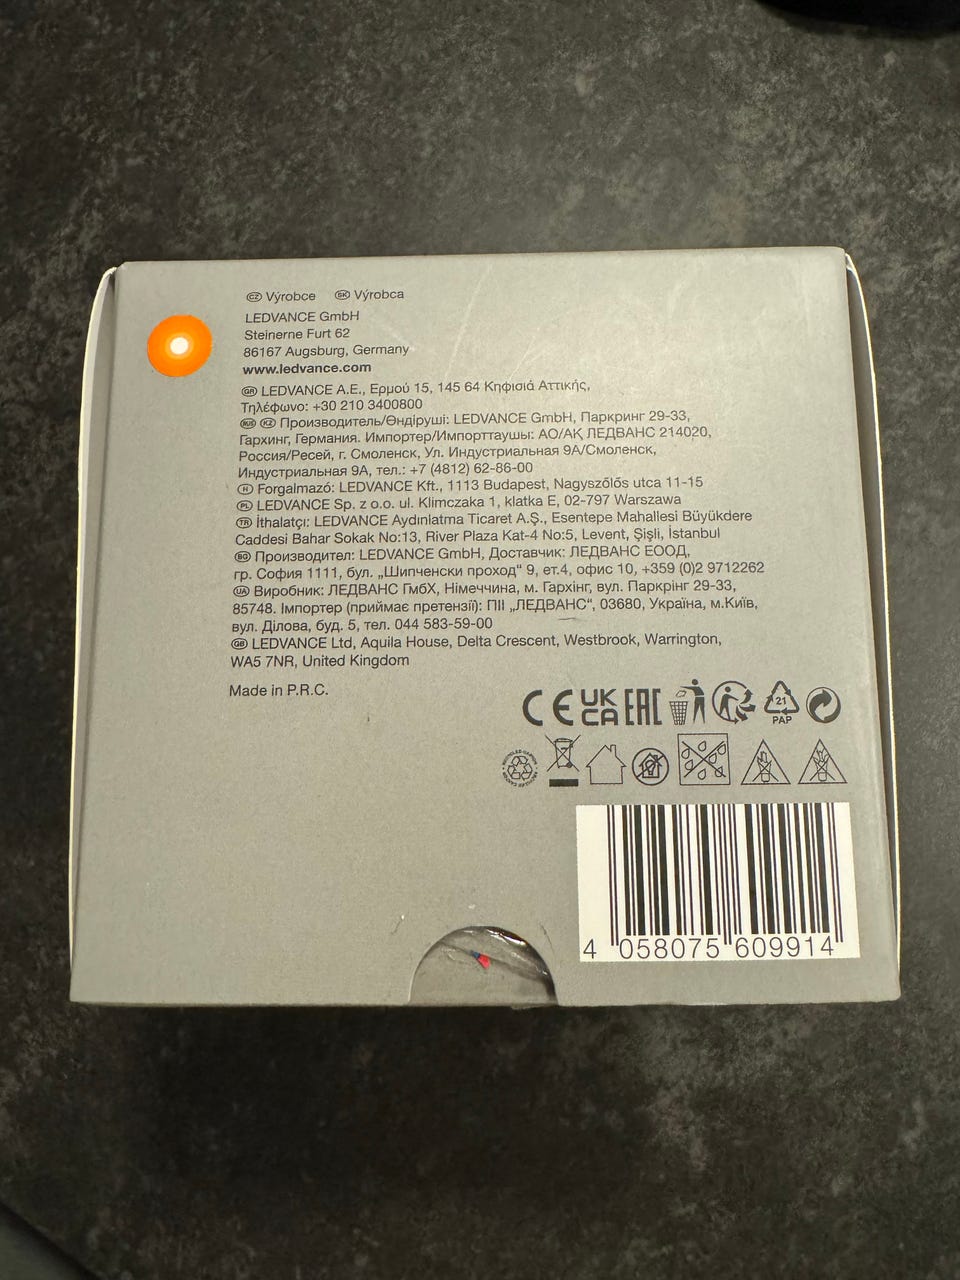 CZ Výrobce SK Výrobca
LEDVANCE GmbH
Steinerne Furt 62
86167 Augsburg, Germany
www.ledvance.com
GR LEDVANCE A.E., Ερμού 15, 145 64 Κηφισιά Αττικής,
Τηλέφωνο: +30 210 3400800
RUS KZ Производитель/Өндіруші: LEDVANCE GmbH, Паркринг 29-33,
Гархинг, Германия. Импортер/Импорттаушы: АО/АҚ ЛЕДВАНС 214020,
Россия/Ресей, г. Смоленск, Ул. Индустриальная 9А/Смоленск,
Индустриальная 9А, тел.: +7 (4812) 62-86-00
H Forgalmazó: LEDVANCE Kft., 1113 Budapest, Nagyszőlős utca 11-15
PL LEDVANCE Sp. z o.o. ul. Klimczaka 1, klatka E, 02-797 Warszawa
TR İthalatçı: LEDVANCE Aydınlatma Ticaret A.Ş., Esentepe Mahallesi Büyükdere
Caddesi Bahar Sokak No:13, River Plaza Kat-4 No:5, Levent, Şişli, İstanbul
BG Производител: LEDVANCE GmbH, Доставчик: ЛЕДВАНС ЕООД,
гр. София 1111, бул. „Шипченски проход“ 9, ет.4, офис 10, +359 (0)2 9712262
UA Виробник: ЛЕДВАНС ГмбХ, Німеччина, м. Гархінг, вул. Паркрінг 29-33,
85748. Імпортер (приймає претензії): ПІІ „ЛЕДВАНС“, 03680, Україна, м.Київ,
вул. Ділова, буд. 5, тел. 044 583-59-00
GB LEDVANCE Ltd, Aquila House, Delta Crescent, Westbrook, Warrington,
WA5 7NR, United Kingdom
Made in P.R.C.
CE UK CA EAC 21 PAP
4 058075 609914